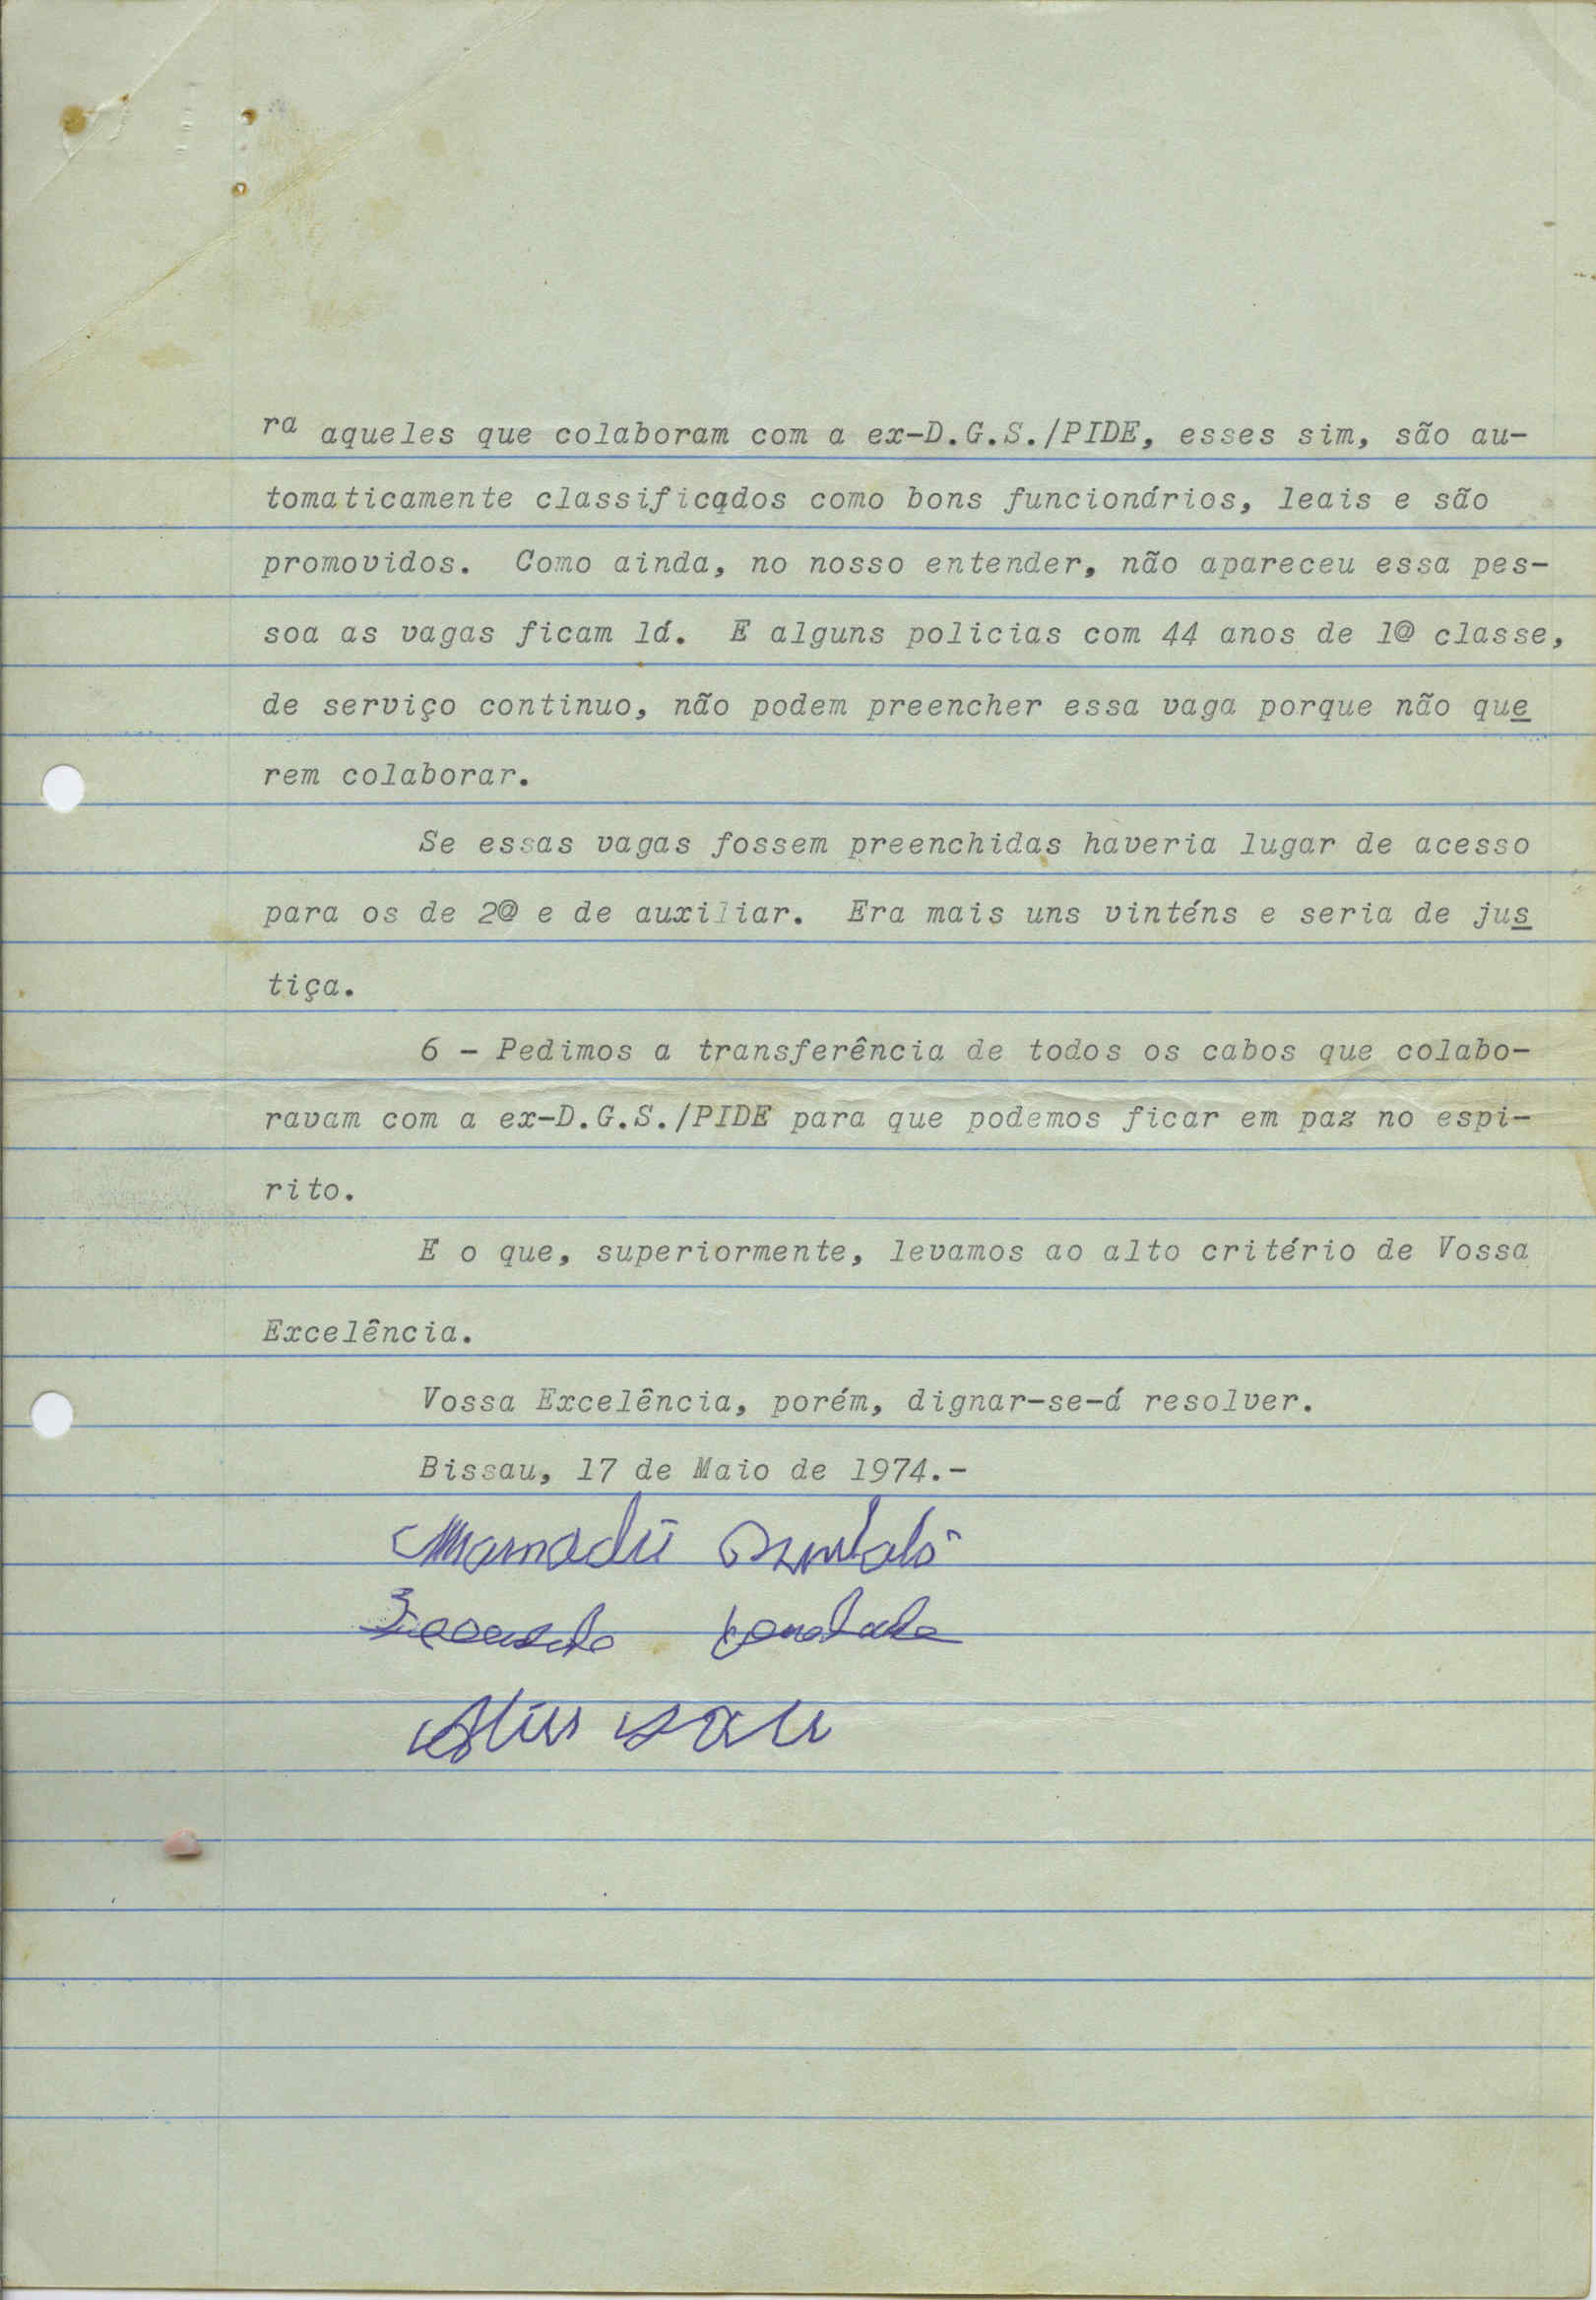 ra aqueles que colaboram com a ex-D.G.S./PIDE, esses sim, são au-
tomaticamente classificados como bons funcionários, leais e são
promovidos. Como ainda, no nosso entender, não apareceu essa pes-
soa as vagas ficam lá. E alguns policias com 44 anos de 1@ classe,
de serviço continuo, não podem preencher essa vaga porque não que
rem colaborar.
Se essas vagas fossem preenchidas haveria lugar de acesso
para os de 2@ e de auxiliar. Era mais uns vinténs e seria de jus
tiça.
6 - Pedimos a transferência de todos os cabos que colabo-
ravam com a ex-D.G.S./PIDE para que podemos ficar em paz no espi-
rito.
E o que, superiormente, levamos ao alto critério de Vossa
Excelência.
Vossa Excelência, porém, dignar-se-á resolver.
Bissau, 17 de Maio de 1974.-
Mamadú